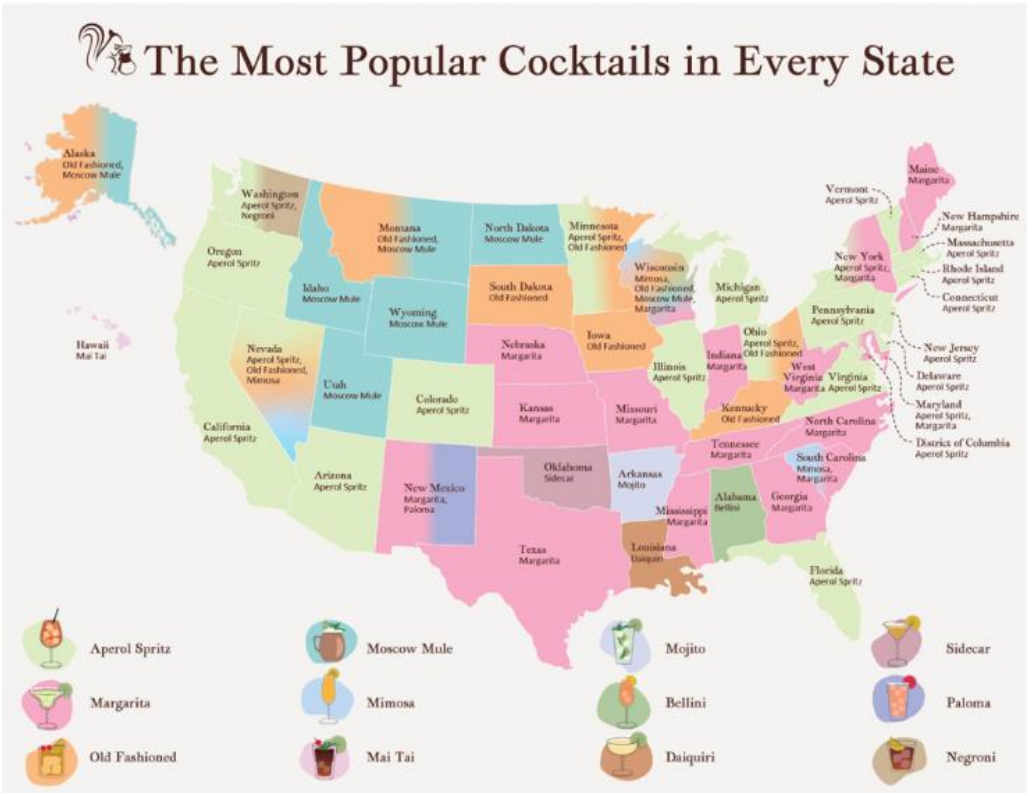 The Most Popular Cocktails in Every State
Alaska
Old Fashioned,
Moscow Mule
Hawaii
Mai Tai
Washington
Aperol Spritz,
Negroni
Oregon
Aperol Spritz
California
Aperol Spritz
Nevada
Aperol Spritz,
Old Fashioned,
Mimosa
Idaho
Moscow Mule
Montana
Old Fashioned,
Moscow Mule
Wyoming
Moscow Mule
Utah
Moscow Mule
Arizona
Aperol Spritz
Colorado
Aperol Spritz
New Mexico
Margarita,
Paloma
North Dakota
Moscow Mule
South Dakota
Old Fashioned
Nebraska
Margarita
Kansas
Margarita
Oklahoma
Sidecar
Texas
Margarita
Minnesota
Aperol Spritz,
Old Fashioned
Iowa
Old Fashioned
Missouri
Margarita
Arkansas
Mojito
Louisiana
Daiquiri
Wisconsin
Mimosa,
Old Fashioned,
Moscow Mule,
Margarita
Illinois
Aperol Spritz
Michigan
Aperol Spritz
Indiana
Margarita
Ohio
Aperol Spritz,
Old Fashioned
Kentucky
Old Fashioned
Tennessee
Margarita
Mississippi
Margarita
Alabama
Bellini
Georgia
Margarita
Florida
Aperol Spritz
South Carolina
Mimosa,
Margarita
North Carolina
Margarita
West
Virginia
Margarita
Virginia
Aperol Spritz
Pennsylvania
Aperol Spritz
New York
Aperol Spritz,
Margarita
Maine
Margarita
Vermont
Aperol Spritz
New Hampshire
Margarita
Massachusetts
Aperol Spritz
Rhode Island
Aperol Spritz
Connecticut
Aperol Spritz
New Jersey
Aperol Spritz
Delaware
Aperol Spritz
Maryland
Aperol Spritz,
Margarita
District of Columbia
Aperol Spritz
Aperol Spritz
Moscow Mule
Mojito
Sidecar
Margarita
Mimosa
Bellini
Paloma
Old Fashioned
Mai Tai
Daiquiri
Negroni